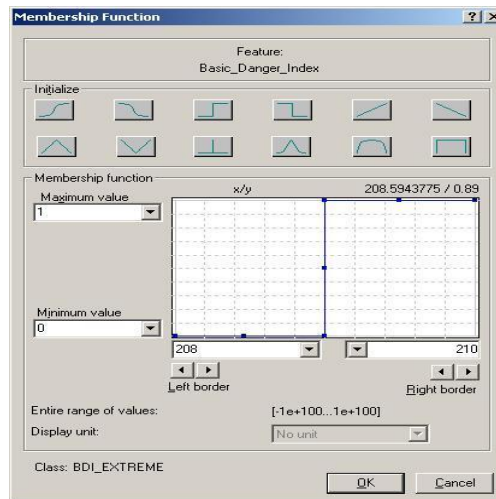 Membership Function
Feature:
Basic_Danger_Index
Initialize
Membership function
Maximum value
x/y
208.5943775 / 0.89
1
Minimum value
0
208
210
Left border
Right border
Entire range of values:
[-1e+100...1e+100]
Display unit:
No unit
Class: BDI_EXTREME
OK
Cancel